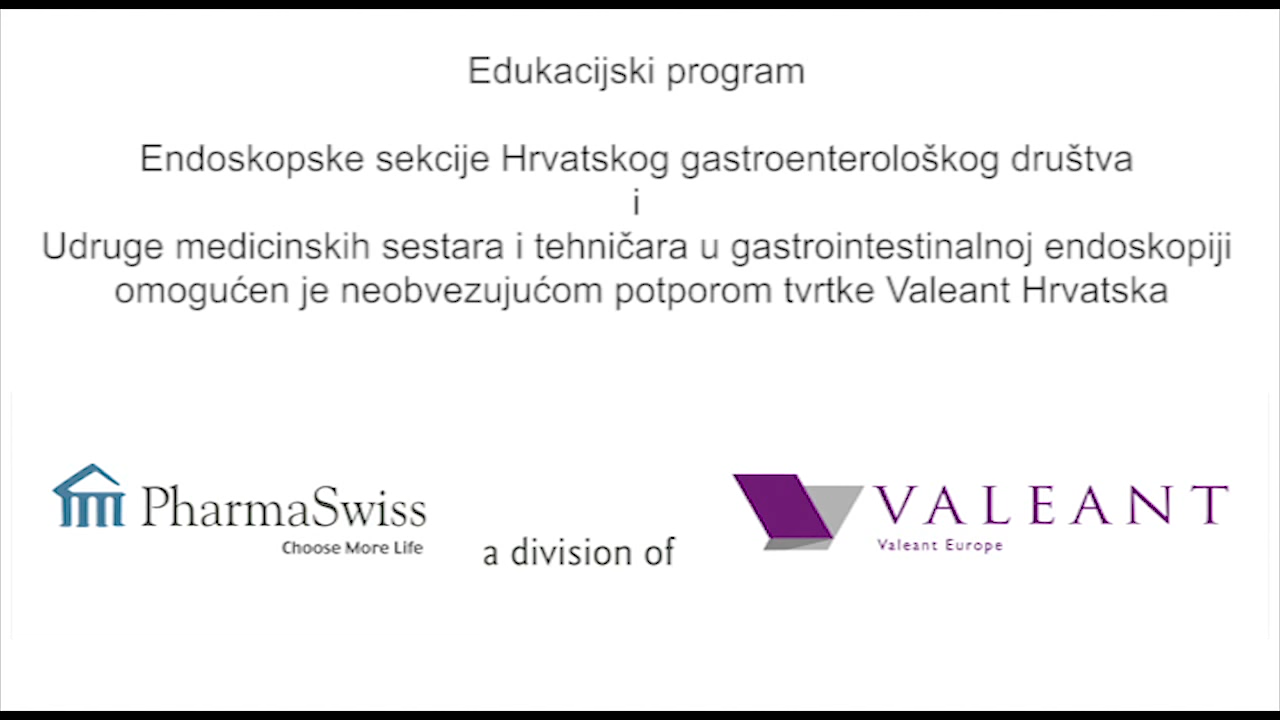 Edukacijski program
Endoskopske sekcije Hrvatskog gastroenterološkog društva
i
Udruge medicinskih sestara i tehničara u gastrointestinalnoj endoskopiji
omogućen je neobvezujućom potporom tvrtke Valeant Hrvatska
PharmaSwiss
Choose More Life
a division of
VALEANT
Valeant Europe